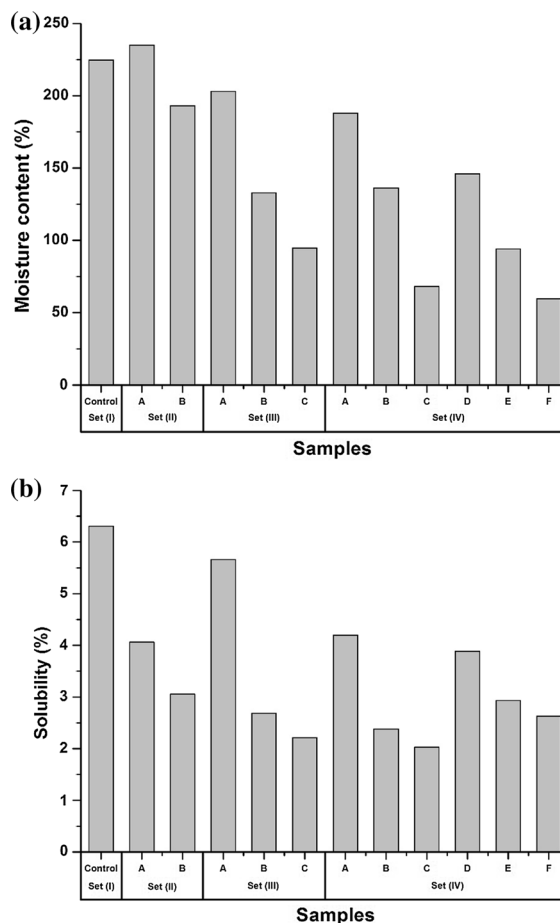 (a)
250
200
150
100
50
0
Moisture content (%)
Control A B A B C A B C D E F
Set (I) Set (II) Set (III) Set (IV)
Samples
(b)
7
6
5
4
3
2
1
0
Solubility (%)
Control A B A B C A B C D E F
Set (I) Set (II) Set (III) Set (IV)
Samples